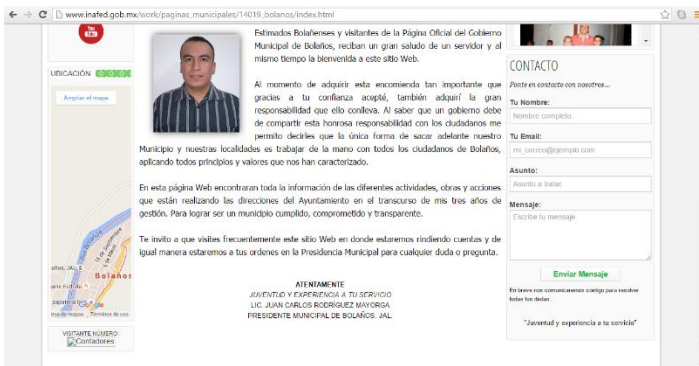 www.inafed.gob.mx/work/paginas_municipales/14019_bolanos/index.html
You
Tube
UBICACIÓN
Ampliar el mapa
Bolaños
Google
Términos de uso
VISITANTE NÚMERO:
Contadores
Estimados Bolañenses y visitantes de la Página Oficial del Gobierno
Municipal de Bolaños, reciban un gran saludo de un servidor y al
mismo tiempo la bienvenida a este sitio Web.
Al momento de adquirir esta encomienda tan importante que
gracias a tu confianza acepté, también adquirí la gran
responsabilidad que ello conlleva. Al saber que un gobierno debe
de compartir esta honrosa responsabilidad con los ciudadanos me
permito decirles que la única forma de sacar adelante nuestro
Municipio y nuestras localidades es trabajar de la mano con todos los ciudadanos de Bolaños,
aplicando todos principios y valores que nos han caracterizado.
En esta página Web encontraran toda la información de las diferentes actividades, obras y acciones
que están realizando las direcciones del Ayuntamiento en el transcurso de mis tres años de
gestión. Para lograr ser un municipio cumplido, comprometido y transparente.
Te invito a que visites frecuentemente este sitio Web en donde estaremos rindiendo cuentas y de
igual manera estaremos a tus ordenes en la Presidencia Municipal para cualquier duda o pregunta.
ATENTAMENTE
JUVENTUD Y EXPERIENCIA A TU SERVICIO
LIC. JUAN CARLOS RODRÍGUEZ MAYORGA
PRESIDENTE MUNICIPAL DE BOLAÑOS, JAL.
CONTACTO
Ponte en contacto con nosotros...
Tu Nombre:
Nombre completo.
Tu Email:
mi_correo@ejemplo.com
Asunto:
Asunto a tratar
Mensaje:
Escribe tu mensaje
Enviar Mensaje
En breve nos comunicaremos contigo para resolver
todas tus dudas.
"Juventud y experiencia a tu servicio"